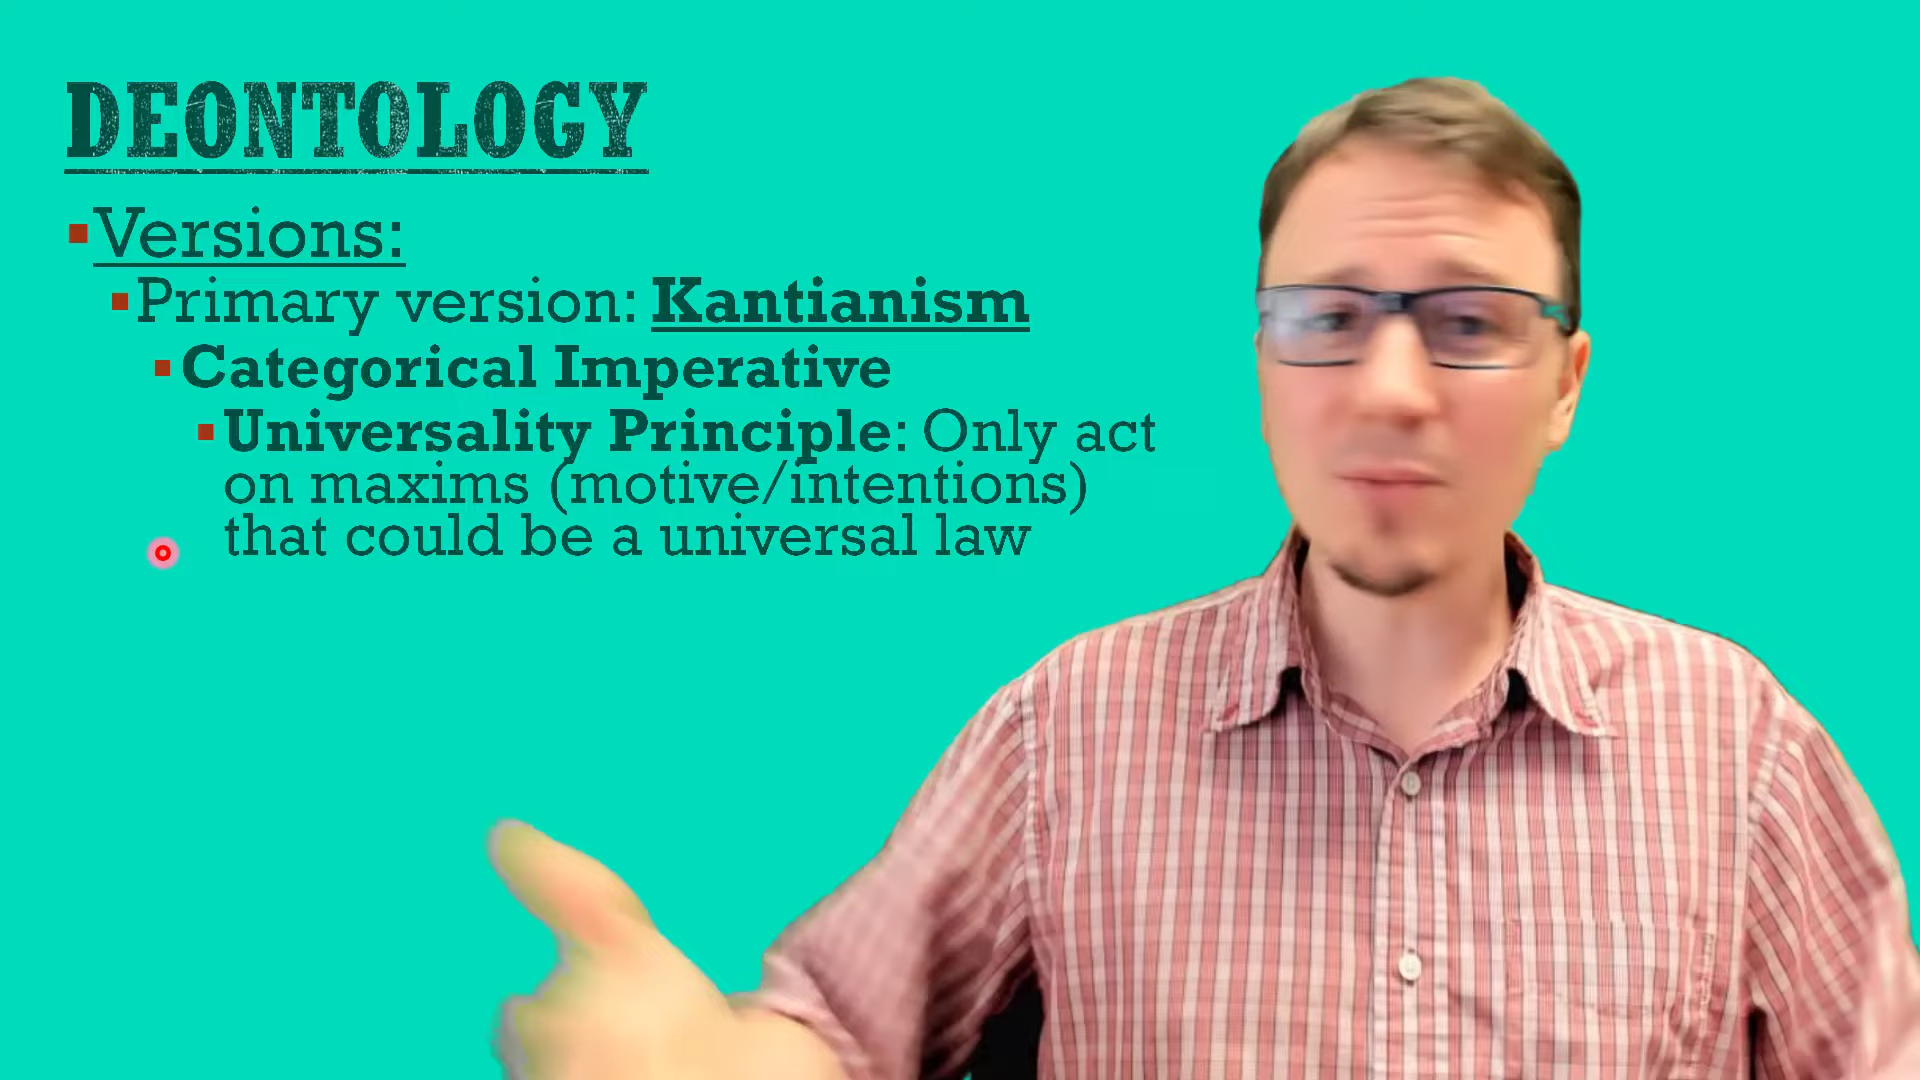 DEONTOLOGY
Versions:
Primary version: Kantianism
Categorical Imperative
Universality Principle: Only act
on maxims (motive/intentions)
that could be a universal law